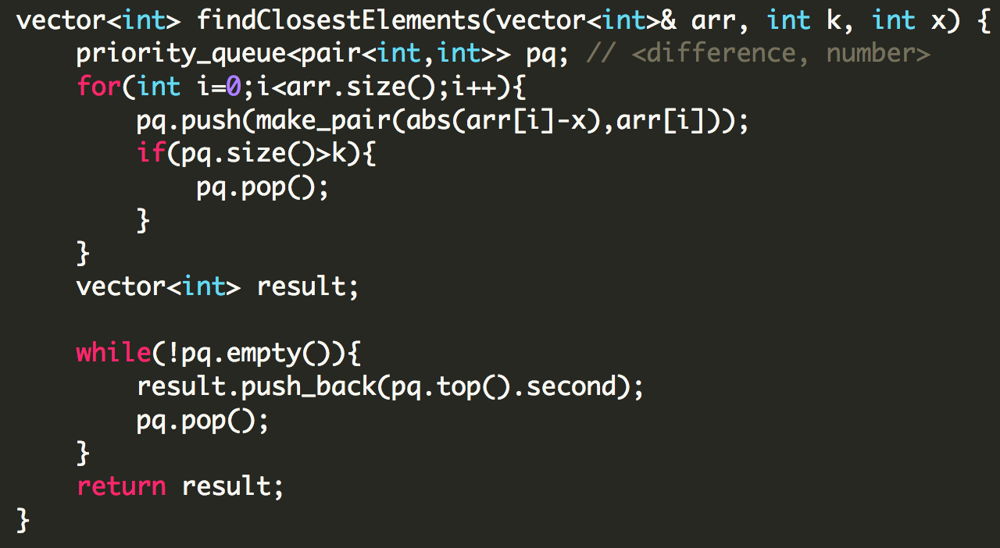 vector<int> findClosestElements(vector<int>& arr, int k, int x) {
    priority_queue<pair<int,int>> pq; // <difference, number>
    for(int i=0;i<arr.size();i++){
        pq.push(make_pair(abs(arr[i]-x),arr[i]));
        if(pq.size()>k){
            pq.pop();
        }
    }
    vector<int> result;

    while(!pq.empty()){
        result.push_back(pq.top().second);
        pq.pop();
    }
    return result;
}